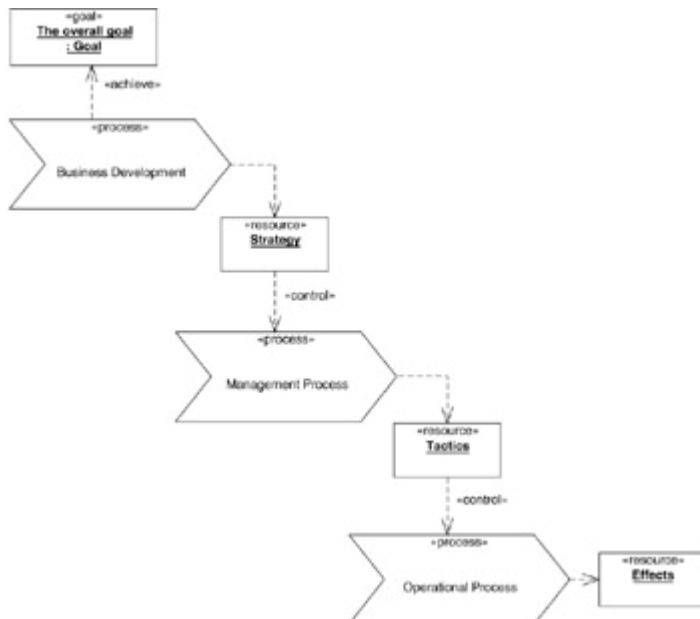 «goal»
The overall goal
: Goal
«achieve»
«process»
Business Development
«resource»
Strategy
«control»
«process»
Management Process
«resource»
Tactics
«control»
«process»
Operational Process
«resource»
Effects